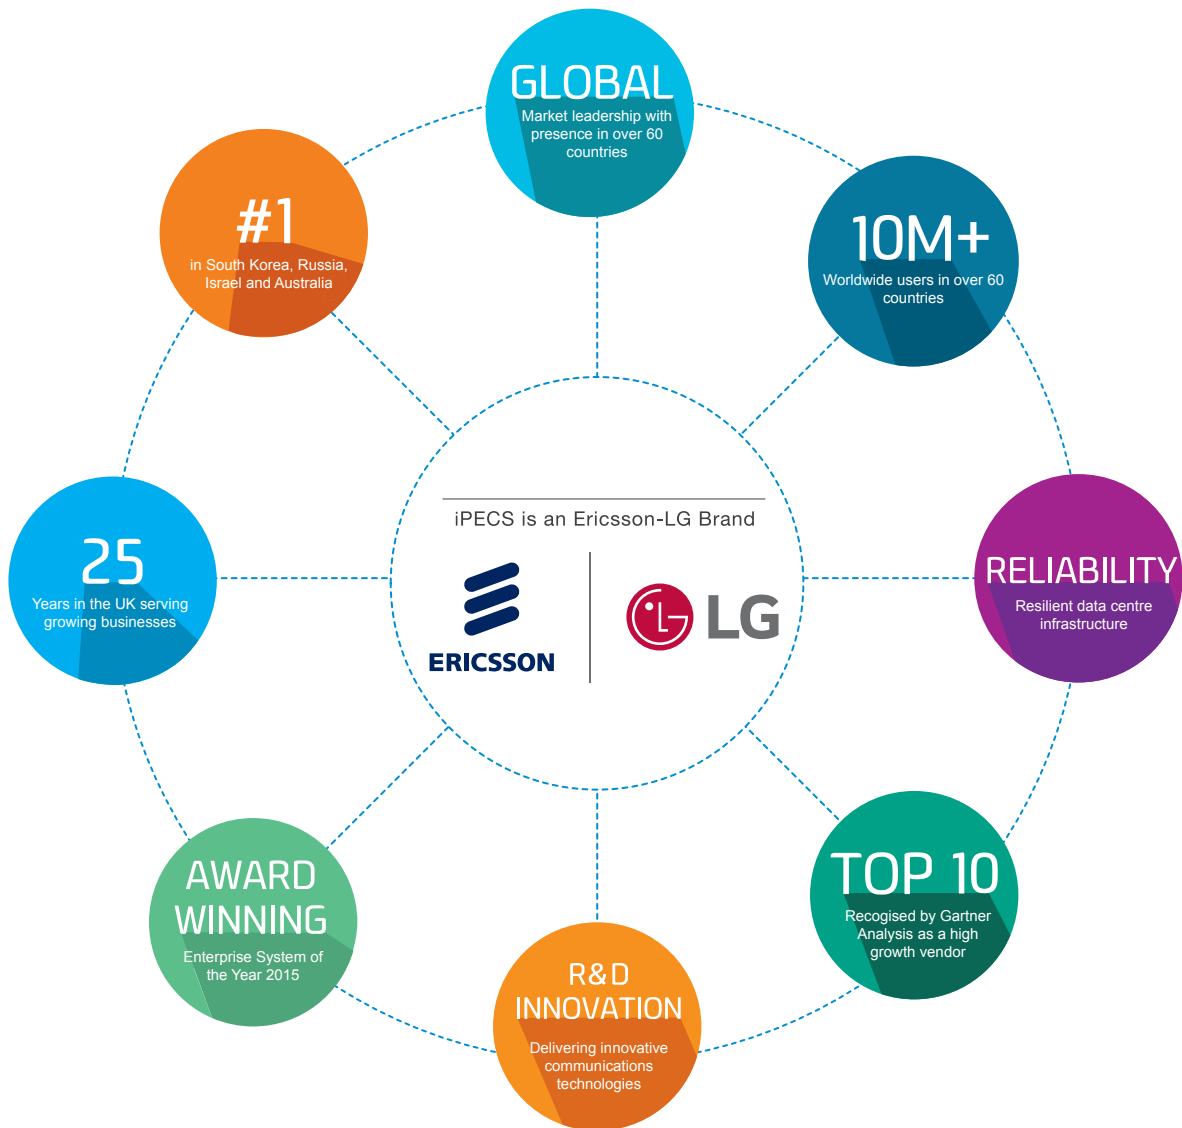 GLOBAL
Market leadership with
presence in over 60
countries
10M+
Worldwide users in over 60
countries
RELIABILITY
Resilient data centre
infrastructure
TOP 10
Recognised by Gartner
Analysis as a high
growth vendor
R&D
INNOVATION
Delivering innovative
communications
technologies
AWARD
WINNING
Enterprise System of
the Year 2015
25
Years in the UK serving
growing businesses
#1
in South Korea, Russia,
Israel and Australia
iPECS is an Ericsson-LG Brand
ERICSSON
LG